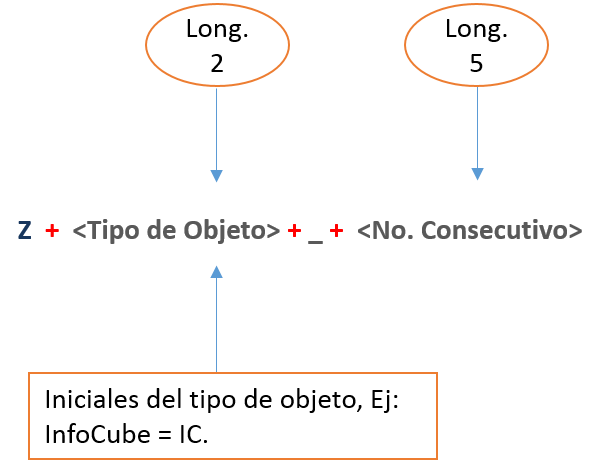 Long.
2
Long.
5
Z + <Tipo de Objeto> + _ + <No. Consecutivo>
Iniciales del tipo de objeto, Ej:
InfoCube = IC.